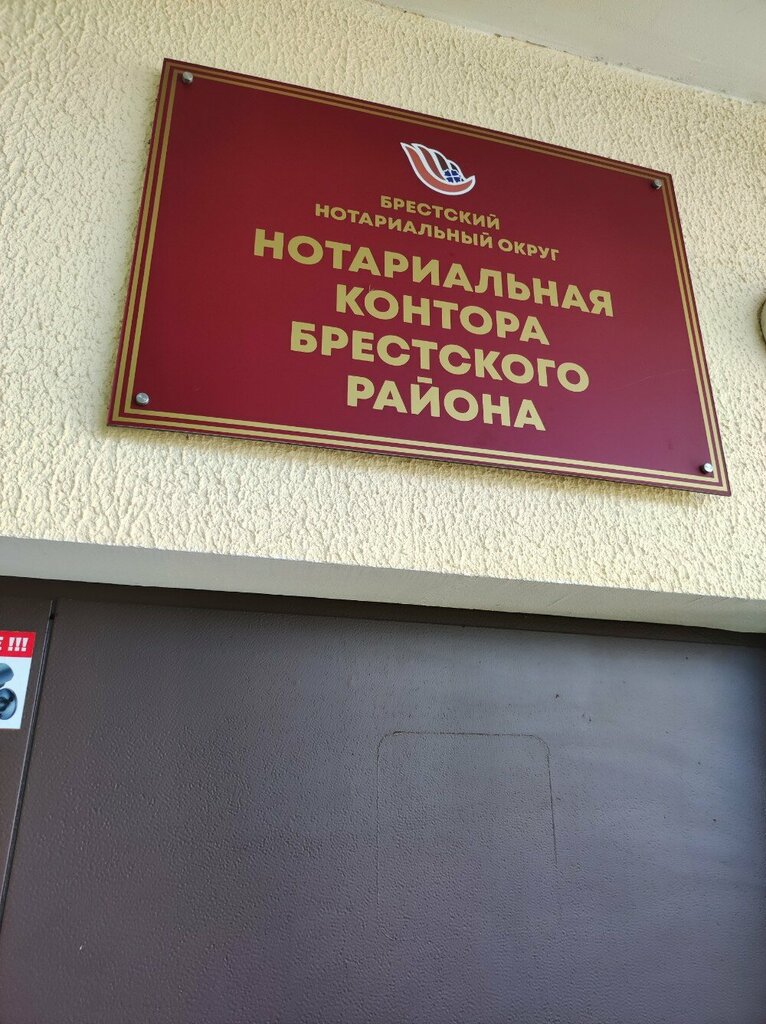 БРЕСТСКИЙ
НОТАРИАЛЬНЫЙ ОКРУГ
НОТАРИАЛЬНАЯ
КОНТОРА
БРЕСТСКОГО
РАЙОНА
!!!